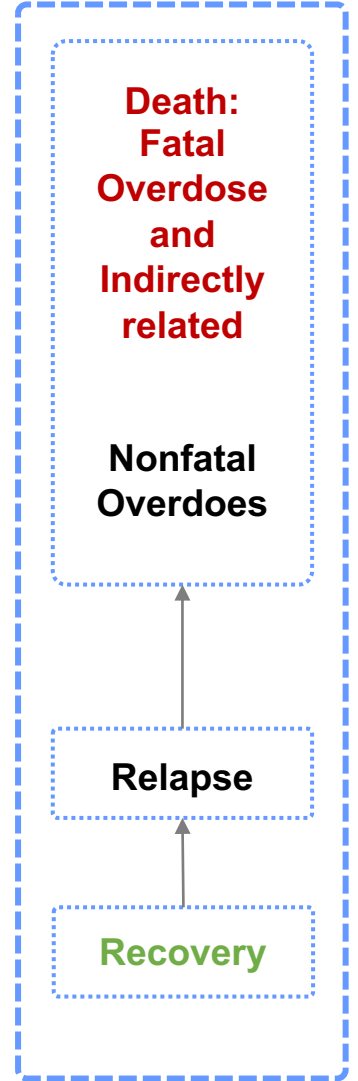 Death:
Fatal
Overdose
and
Indirectly
related
Nonfatal
Overdoes
Relapse
Recovery